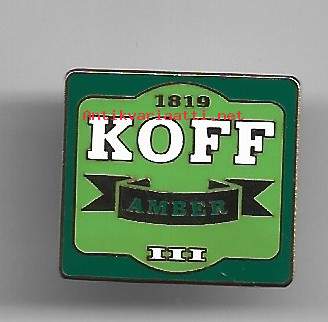 1819
Antikvariaatti.net
KOFF
AMBER
III